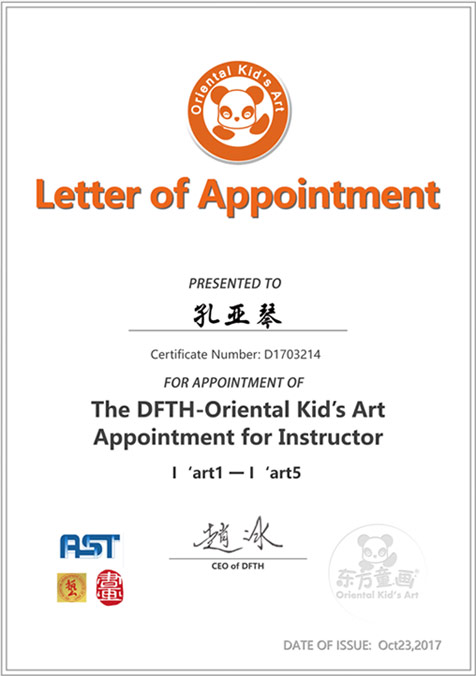 Oriental Kid's Art
Letter of Appointment
PRESENTED TO
孔亚琴
Certificate Number: D1703214
FOR APPOINTMENT OF
The DFTH-Oriental Kid's Art
Appointment for Instructor
I ‘art1 — I ‘art5
趙冰
CEO of DFTH
AST
東方童画®
Oriental Kid's Art
DATE OF ISSUE: Oct23,2017